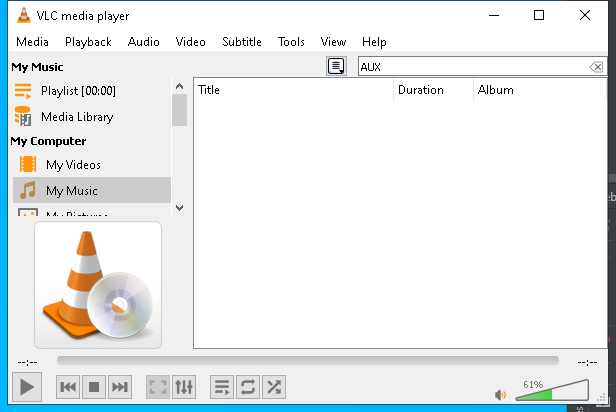 VLC media player
Media Playback Audio Video Subtitle Tools View Help
My Music
AUX
Playlist [00:00]
Media Library
My Computer
My Videos
My Music
My Pictures
Title Duration Album
--:-- --:--
61%